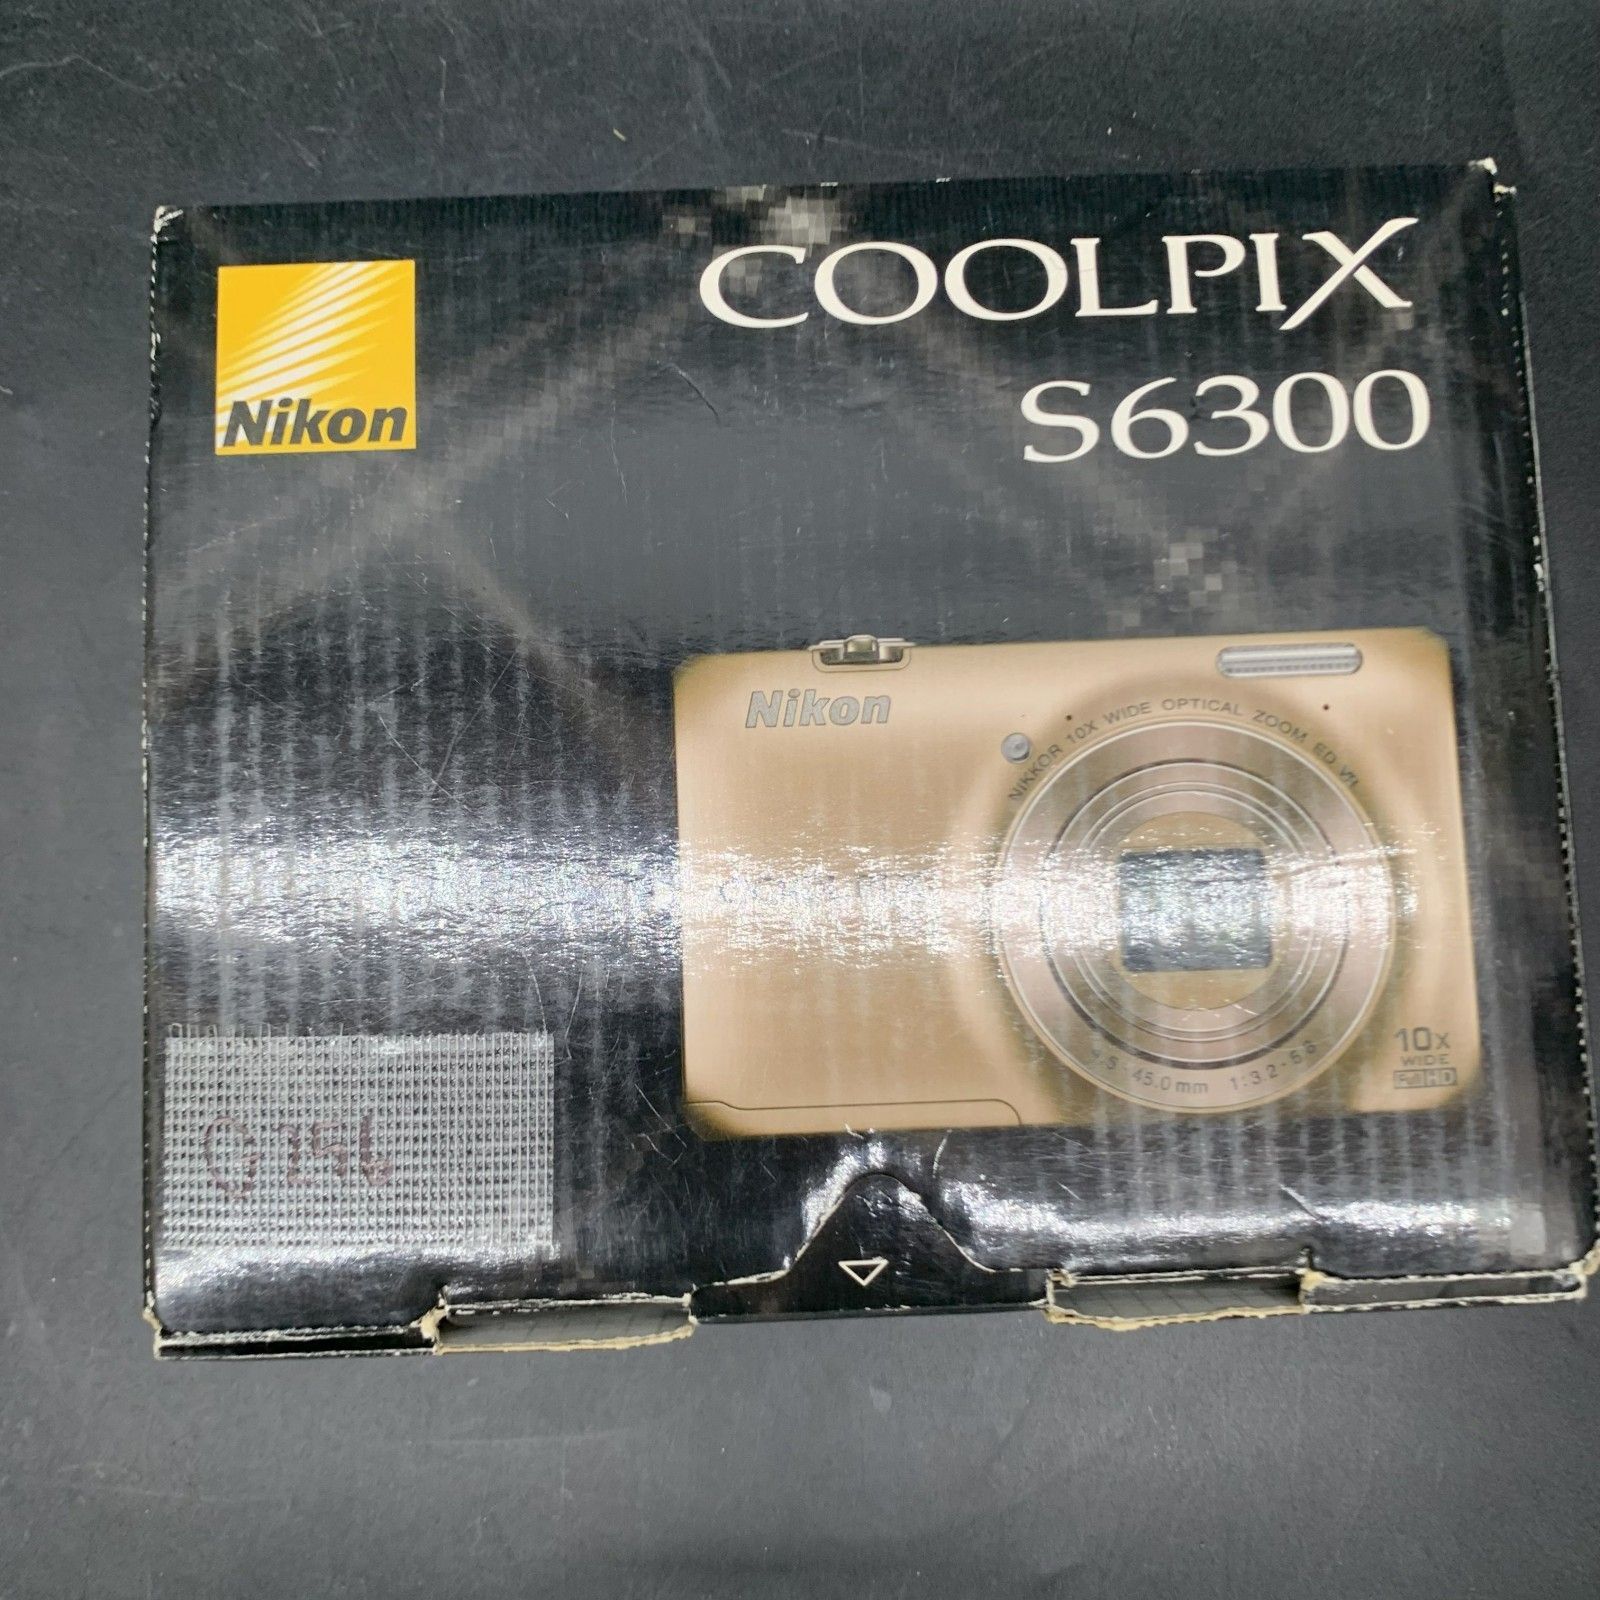 Nikon
COOLPIX
S6300
Nikon
NIKKOR 10X WIDE OPTICAL ZOOM ED VR
45.0mm 1:3.2-5.8
10x
WIDE
Full HD